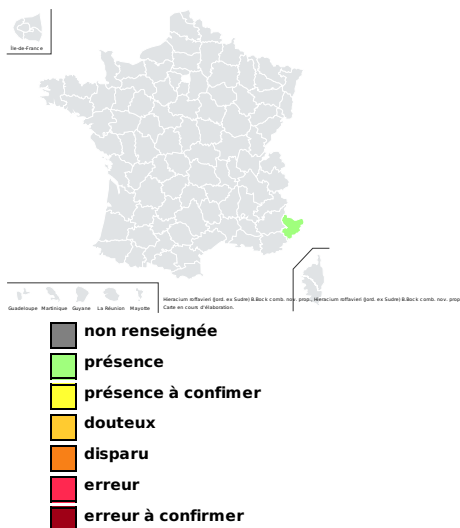 Île-de-France
Guadeloupe Martinique Guyane La Réunion Mayotte
Hieracium roffavieri (Jord. ex Sudre) B.Bock comb. nov. prop., Hieracium roffavieri (Jord. ex Sudre) B.Bock comb. nov. prop
Carte en cours d'élaboration.
non renseignée
présence
présence à confimer
douteux
disparu
erreur
erreur à confirmer